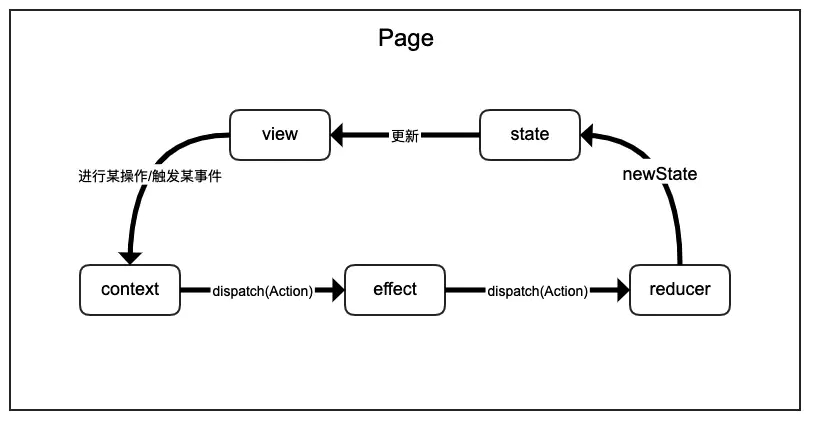 Page
view
更新
state
进行某操作/触发某事件
newState
context
dispatch(Action)
effect
dispatch(Action)
reducer